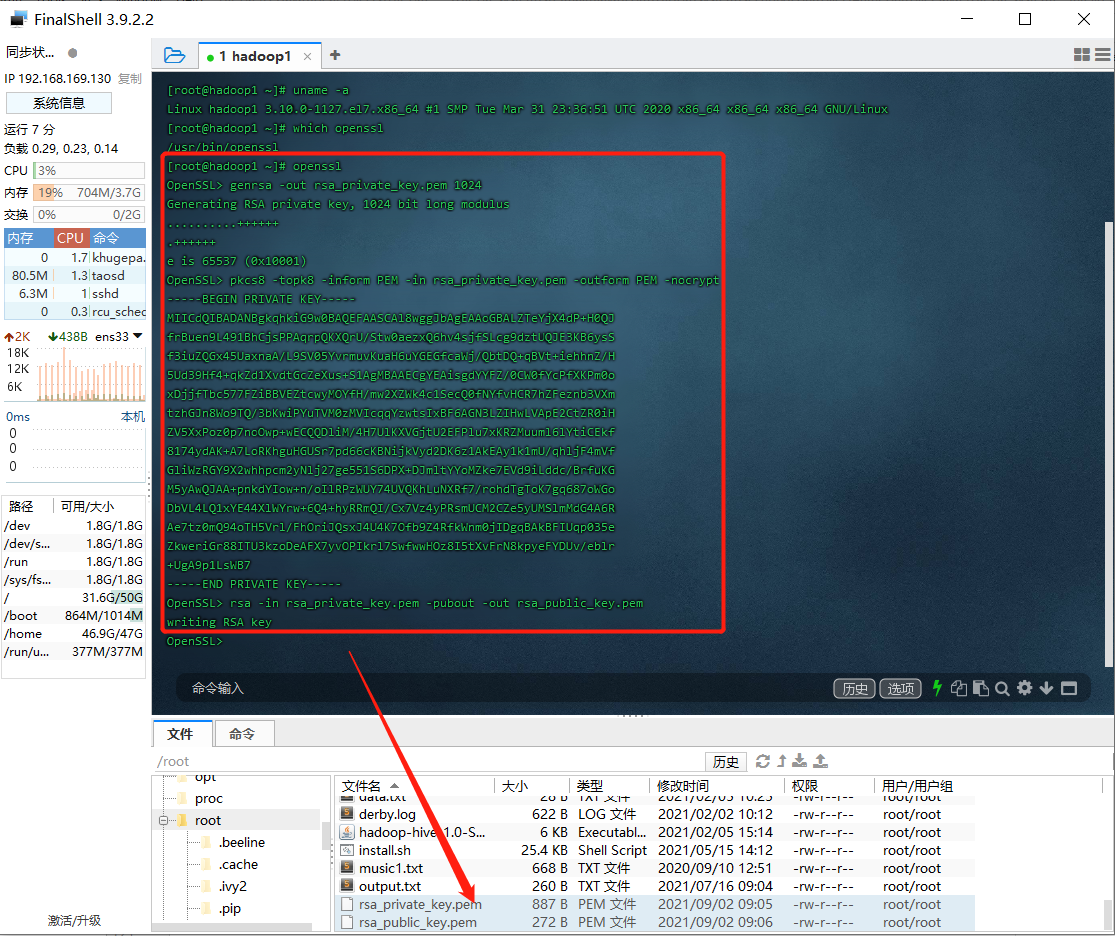 FinalShell 3.9.2.2
同步状...
1 hadoop1
IP 192.168.169.130 复制
系统信息
运行 7 分
负载 0.29, 0.23, 0.14
CPU 3%
内存 19% 704M/3.7G
交换 0% 0/2G
内存 CPU 命令
0 1.7 khugepa.
80.5M 1.3 taosd
6.3M 1 sshd
0 0.3 rcu_sched
2K 438B ens33
18K
12K
6K
0ms 本机
0
0
0
路径 可用/大小
/dev 1.8G/1.8G
/dev/s... 1.8G/1.8G
/run 1.8G/1.8G
/sys/fs... 1.8G/1.8G
/ 31.6G/50G
/boot 864M/1014M
/home 46.9G/47G
/run/u... 377M/377M
激活/升级
[root@hadoop1 ~]# uname -a
Linux hadoop1 3.10.0-1127.el7.x86_64 #1 SMP Tue Mar 31 23:36:51 UTC 2020 x86_64 x86_64 x86_64 GNU/Linux
[root@hadoop1 ~]# which openssl
/usr/bin/openssl
[root@hadoop1 ~]# openssl
OpenSSL> genrsa -out rsa_private_key.pem 1024
Generating RSA private key, 1024 bit long modulus
..........++++++
.++++++
e is 65537 (0x10001)
OpenSSL> pkcs8 -topk8 -inform PEM -in rsa_private_key.pem -outform PEM -nocrypt
-----BEGIN PRIVATE KEY-----
MIICdQIBADANBgkqhkiG9w0BAQEFAASCAl8wggJbAgEAAoGBALZTeYjX4dP+H0QJ
frBuen9L491BhCjsPPAqrpQKXQrU/Stw0aezxQ6hv4sjfSLcg9dztUQJE3KB6ysS
f3iuZQGx45UaxnaA/L9SV05YvrmuvKuaH6uYGEGfcaWj/QbtDQ+qBVt+iehhnZ/H
5Ud39Hf4+qkZd1XvdtGcZeXus+S1AgMBAAECgYEAisgdYYFZ/0CW0fYcPfXKPm0o
xDjjfTbc577FZiBBVEZtcwyMOYfH/mw2XZWk4c1SecQ0fNYfvHCR7hZFeznb3VXm
tzhGJn8Wo9TQ/3bKwiPYuTVM0zMVIcqqYzwtsIxBF6AGN3LZIHwLVApE2CtZR0iH
ZV5XxPoz0p7noOwp+wECQQDliM/4H7UlKXVGjtU2EFPlu7xKRZMuuml6lYtiCEkf
8174ydAK+A7LoRKhguHGUSr7pd66cKBNijkVyd2DK6z1AkEAy1k1mU/qhljF4mVf
GliWzRGY9X2whhpcm2yNlj27ge551S6DPX+DJmltYYoMZke7EVd9iLddc/BrfuKG
M5yAwQJAA+pnkdYIow+n/oIlRPzWUY74UVQKhLuNXRf7/rohdTgToK7gq687oWGo
DbVL4LQ1xYE44XlWYrw+6Q4+hyRRmQI/Cx7Vz4yPRsmUCM2CZe5yUMSlmMdG4A6R
Ae7tz0mQ94oTH5Vrl/FhOriJQsxJ4U4K7Ofb9Z4RfkWnm0jIDgqBAkBFIUqp035e
ZkweriGr88ITU3kzoDeAFX7yvOPIkrl7SwfwwHOz8I5tXvFrN8kpyeFYDUv/eblr
+UgA9p1LsWB7
-----END PRIVATE KEY-----
OpenSSL> rsa -in rsa_private_key.pem -pubout -out rsa_public_key.pem
writing RSA key
OpenSSL>
命令输入 历史 选项
文件 命令
/root 历史
opt
proc
root
.beeline
.cache
.ivy2
.pip
文件名 大小 类型 修改时间 权限 用户/用户组
data.txt 28 B TXT 文件 2021/02/05 10:25 -rw-r--r-- root/root
derby.log 622 B LOG 文件 2021/02/02 10:12 -rw-r--r-- root/root
hadoop-hive-1.0-S... 6 KB Executabl... 2021/02/05 15:14 -rw-r--r-- root/root
install.sh 25.4 KB Shell Script 2021/05/15 14:12 -rw-r--r-- root/root
music1.txt 668 B TXT 文件 2020/09/10 12:51 -rw-r--r-- root/root
output.txt 260 B TXT 文件 2021/07/16 09:04 -rw-r--r-- root/root
rsa_private_key.pem 887 B PEM 文件 2021/09/02 09:05 -rw-r--r-- root/root
rsa_public_key.pem 272 B PEM 文件 2021/09/02 09:06 -rw-r--r-- root/root